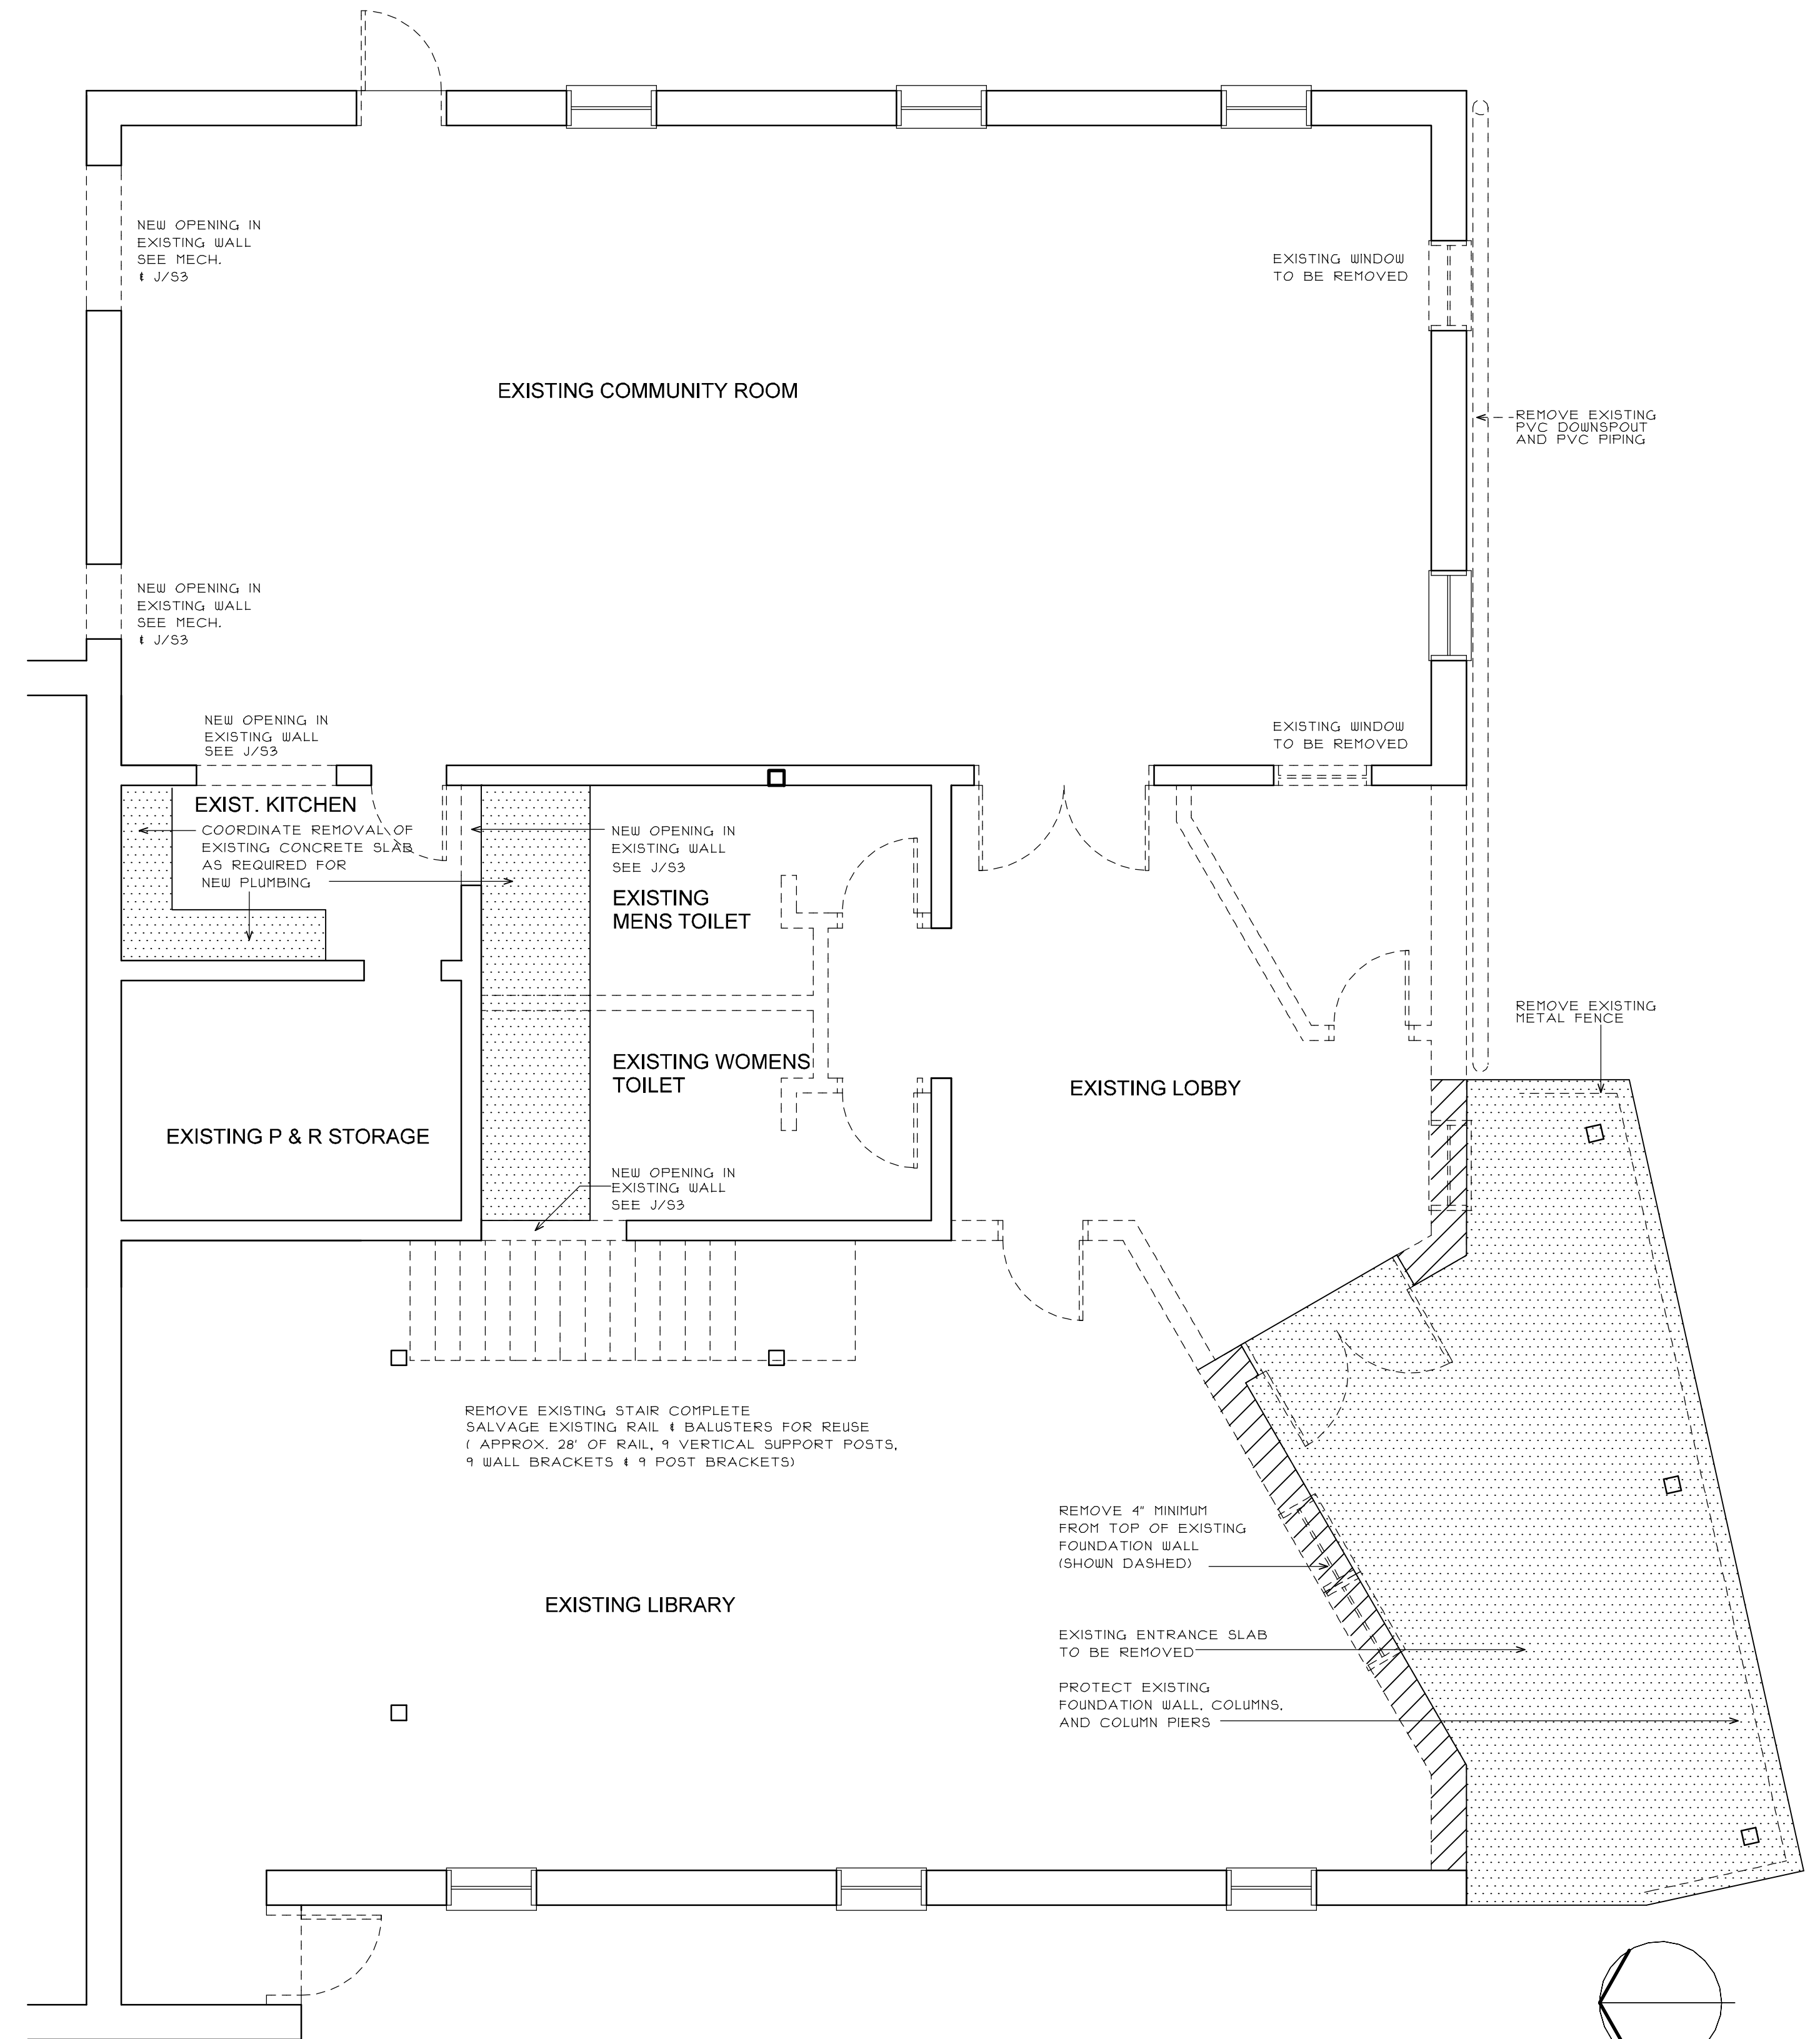 NEW OPENING IN
EXISTING WALL
SEE MECH.
& J/S3
EXISTING WINDOW
TO BE REMOVED
EXISTING COMMUNITY ROOM
REMOVE EXISTING
PVC DOWNSPOUT
AND PVC PIPING
NEW OPENING IN
EXISTING WALL
SEE MECH.
& J/S3
NEW OPENING IN
EXISTING WALL
SEE J/S3
EXISTING WINDOW
TO BE REMOVED
EXIST. KITCHEN
COORDINATE REMOVAL OF
EXISTING CONCRETE SLAB
AS REQUIRED FOR
NEW PLUMBING
NEW OPENING IN
EXISTING WALL
SEE J/S3
EXISTING
MENS TOILET
REMOVE EXISTING
METAL FENCE
EXISTING WOMENS
TOILET
EXISTING LOBBY
EXISTING P & R STORAGE
NEW OPENING IN
EXISTING WALL
SEE J/S3
REMOVE EXISTING STAIR COMPLETE
SALVAGE EXISTING RAIL & BALUSTERS FOR REUSE
( APPROX. 28' OF RAIL, 9 VERTICAL SUPPORT POSTS,
9 WALL BRACKETS & 9 POST BRACKETS)
REMOVE 4" MINIMUM
FROM TOP OF EXISTING
FOUNDATION WALL
(SHOWN DASHED)
EXISTING LIBRARY
EXISTING ENTRANCE SLAB
TO BE REMOVED
PROTECT EXISTING
FOUNDATION WALL, COLUMNS,
AND COLUMN PIERS